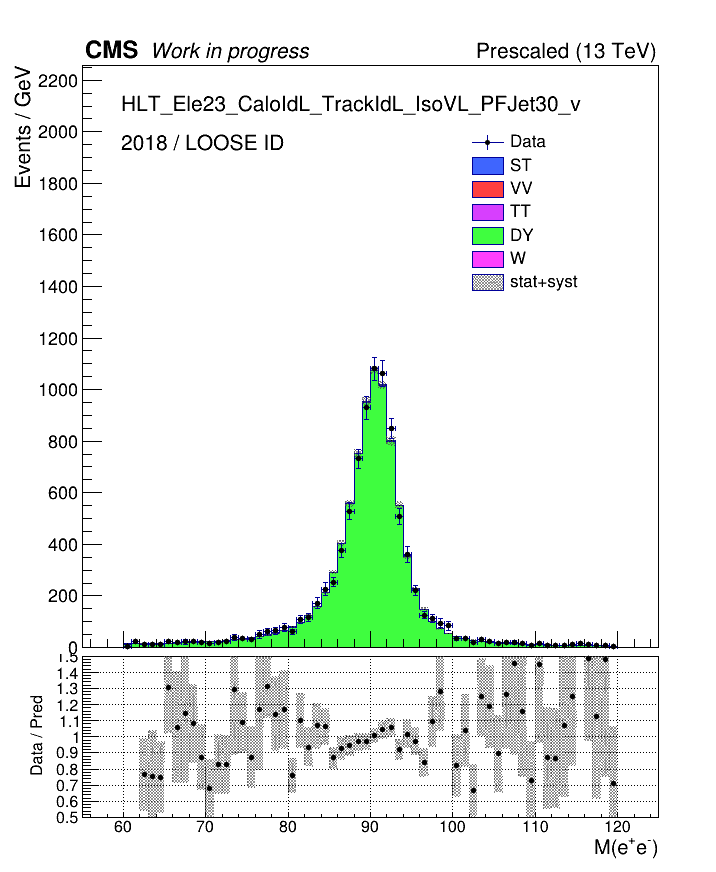 CMS Work in progress Prescaled (13 TeV)
Events / GeV
2200
2000
1800
1600
1400
1200
1000
800
600
400
200
0
HLT_Ele23_CaloIdL_TrackIdL_IsoVL_PFJet30_v
2018 / LOOSE ID
Data
ST
VV
TT
DY
W
stat+syst
Data / Pred
1.5
1.4
1.3
1.2
1.1
1
0.9
0.8
0.7
0.6
0.5
60 70 80 90 100 110 120
M(e⁺e⁻)